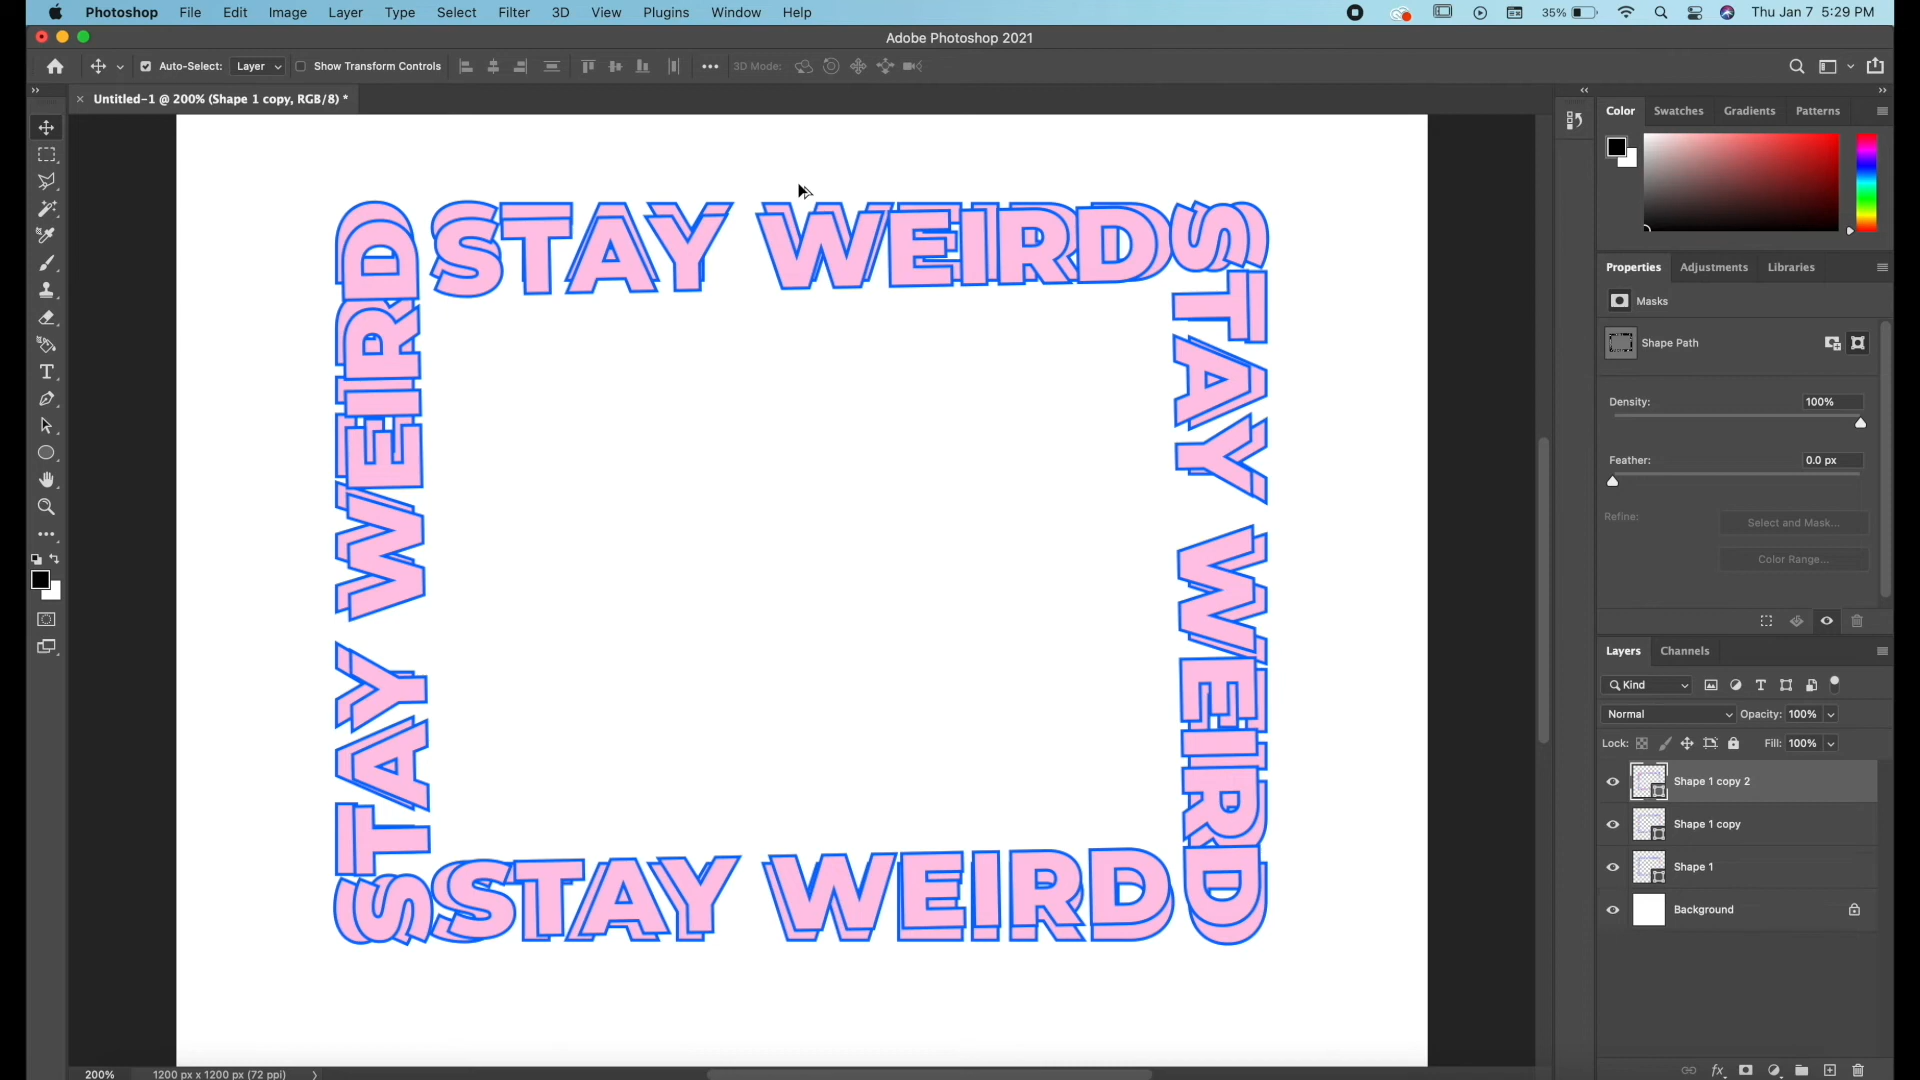 Photoshop File Edit Image Layer Type Select Filter 3D View Plugins Window Help 35% Thu Jan 7 5:29 PM
Adobe Photoshop 2021
Auto-Select: Layer Show Transform Controls 3D Mode:
Untitled-1 @ 200% (Shape 1 copy, RGB/8) *
Color Swatches Gradients Patterns
STAY WEIRD
STAY WEIRD
STAY WEIRD
STAY WEIRD
Properties Adjustments Libraries
Masks
Shape Path
Density: 100%
Feather: 0.0 px
Refine: Select and Mask...
Color Range...
Layers Channels
Kind
Normal Opacity: 100%
Lock: Fill: 100%
Shape 1 copy 2
Shape 1 copy
Shape 1
Background
200% 1200 px x 1200 px (72 ppi)